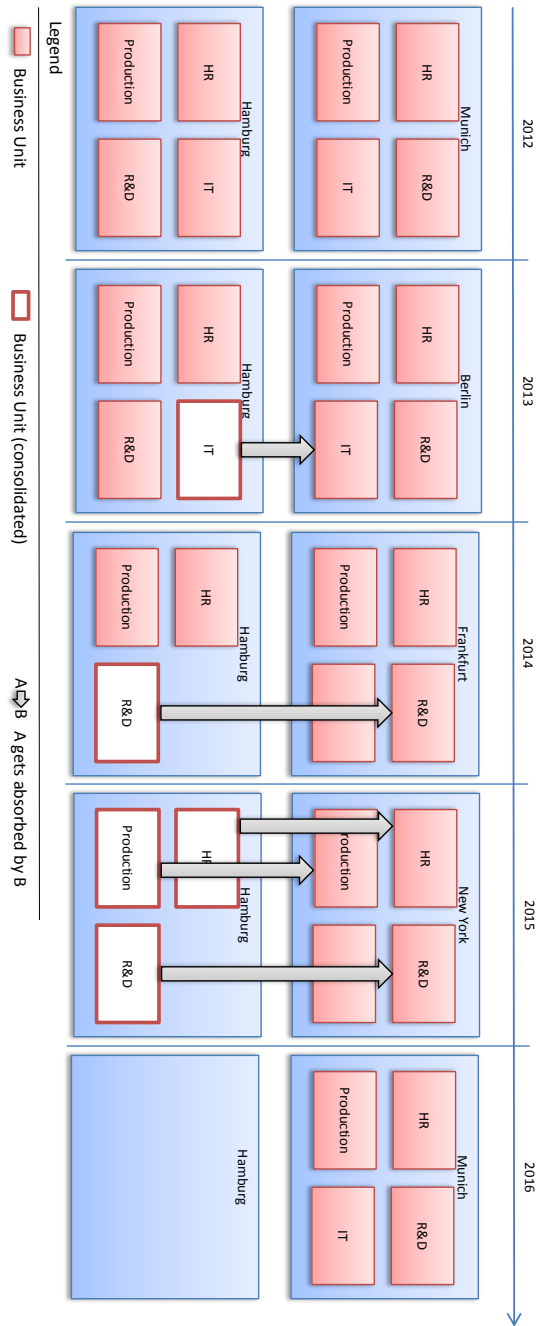 2012
2013
2014
2015
2016
Munich
HR
R&D
Production
IT
Hamburg
HR
IT
Production
R&D
Berlin
HR
R&D
Production
IT
Hamburg
HR
IT
Production
R&D
Frankfurt
HR
R&D
Production
Hamburg
HR
Production
R&D
New York
HR
R&D
Production
Hamburg
HR
Production
R&D
Munich
HR
R&D
Production
IT
Hamburg
Legend
Business Unit
Business Unit (consolidated)
A B A gets absorbed by B